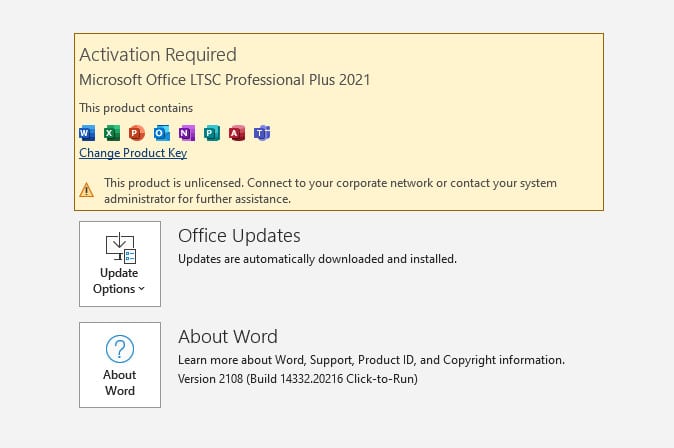 Activation Required
Microsoft Office LTSC Professional Plus 2021
This product contains
W X P O N P A T
Change Product Key
This product is unlicensed. Connect to your corporate network or contact your system
administrator for further assistance.
Office Updates
Updates are automatically downloaded and installed.
Update
Options
About Word
Learn more about Word, Support, Product ID, and Copyright information.
Version 2108 (Build 14332.20216 Click-to-Run)
About
Word